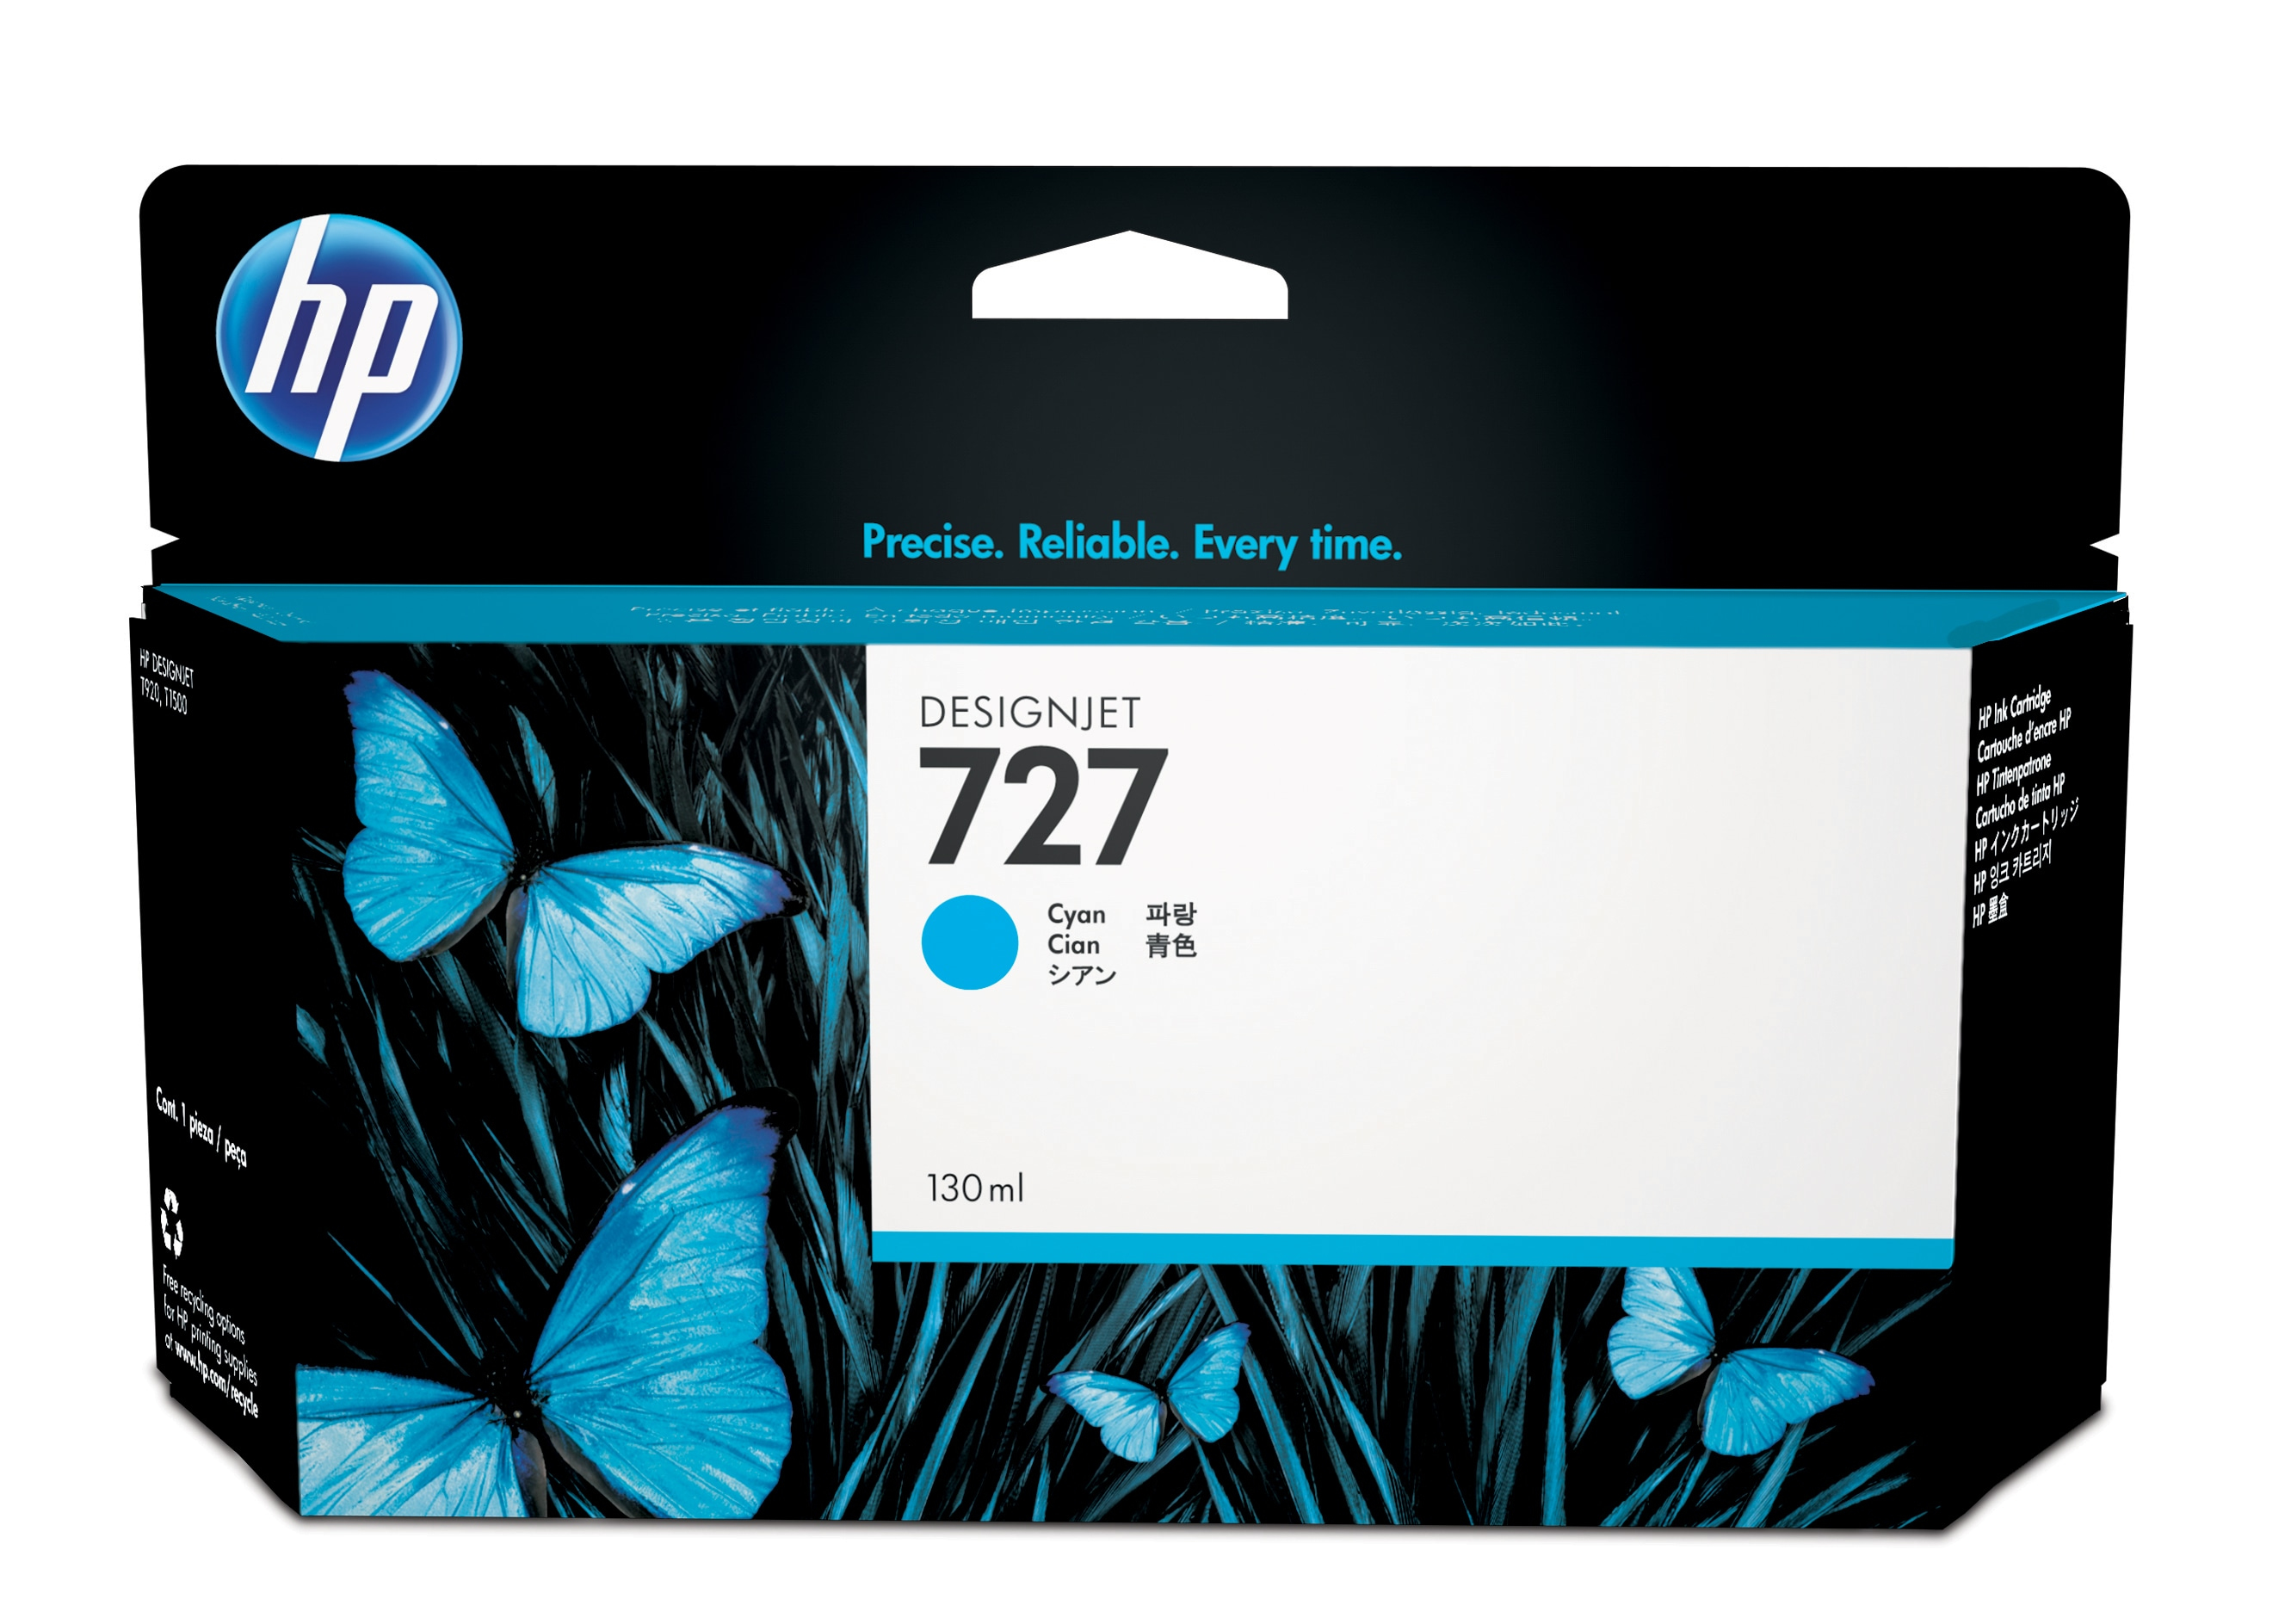 hp
Precise. Reliable. Every time.
HP DESIGNJET
T920, T1500
DESIGNJET
727
Cyan 파랑
Cian 青色
シアン
130 ml
Cont. 1 pieza / peça
Free recycling options
for HP printing supplies
at www.hp.com/recycle
HP Ink Cartridge
Cartouche d'encre HP
HP Tintenpatrone
Cartucho de tinta HP
HP インクカートリッジ
HP 잉크 카트리지
HP 墨盒